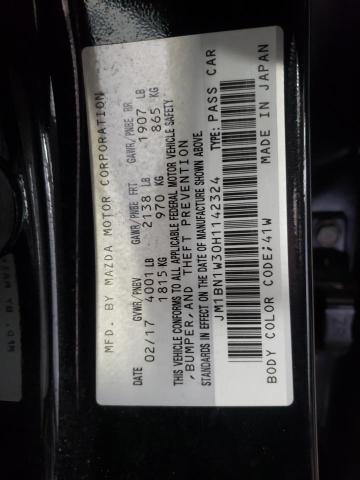 MFD. BY MAZDA MOTOR CORPORATION
DATE GVWR/PNBV GAWR/PNBE FRT GAWR/PNBE RR
02/17 4001 LB 2138 LB 1907 LB
1815 KG 970 KG 865 KG
THIS VEHICLE CONFORMS TO ALL APPLICABLE FEDERAL MOTOR VEHICLE SAFETY
,BUMPER, AND THEFT PREVENTION
STANDARDS IN EFFECT ON THE DATE OF MANUFACTURE SHOWN ABOVE.
JM1BN1W30H1142324 TYPE: PASS CAR
BODY COLOR CODE:41W MADE IN JAPAN